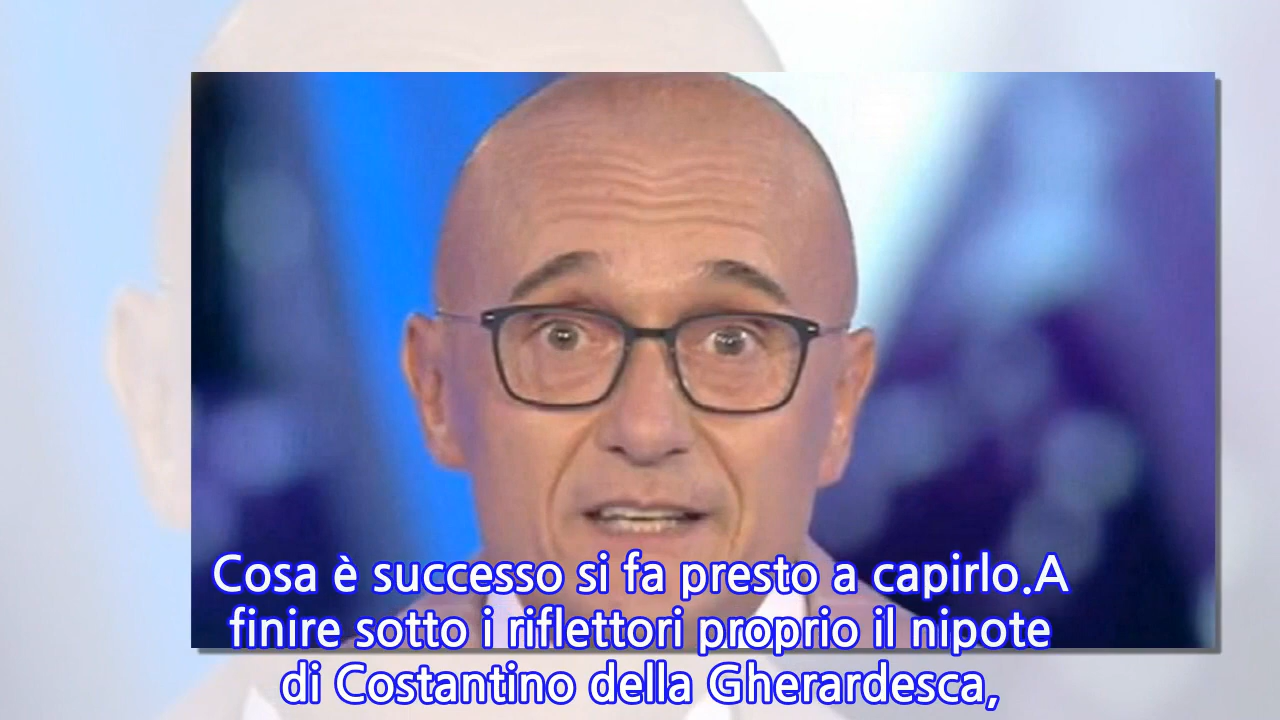 Cosa è successo si fa presto a capirlo.A
finire sotto i riflettori proprio il nipote
di Costantino della Gherardesca,